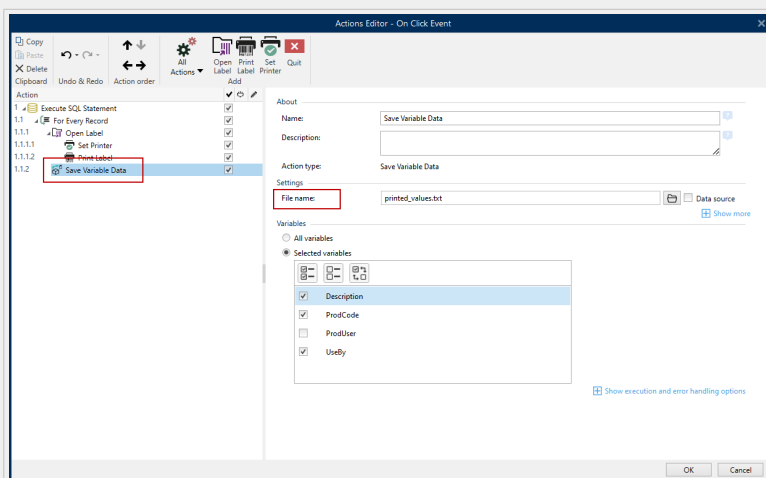 Actions Editor - On Click Event
Copy
Paste
Delete
Clipboard
Undo & Redo
Action order
All Actions
Open Label
Print Label
Set Printer
Quit
Add
Action
1 Execute SQL Statement
1.1 For Every Record
1.1.1 Open Label
1.1.1.1 Set Printer
1.1.1.2 Print Label
1.1.2 Save Variable Data
About
Name: Save Variable Data
Description:
Action type: Save Variable Data
Settings
File name: printed_values.txt Data source
Show more
Variables
All variables
Selected variables
Description
ProdCode
ProdUser
UseBy
Show execution and error handling options
OK Cancel